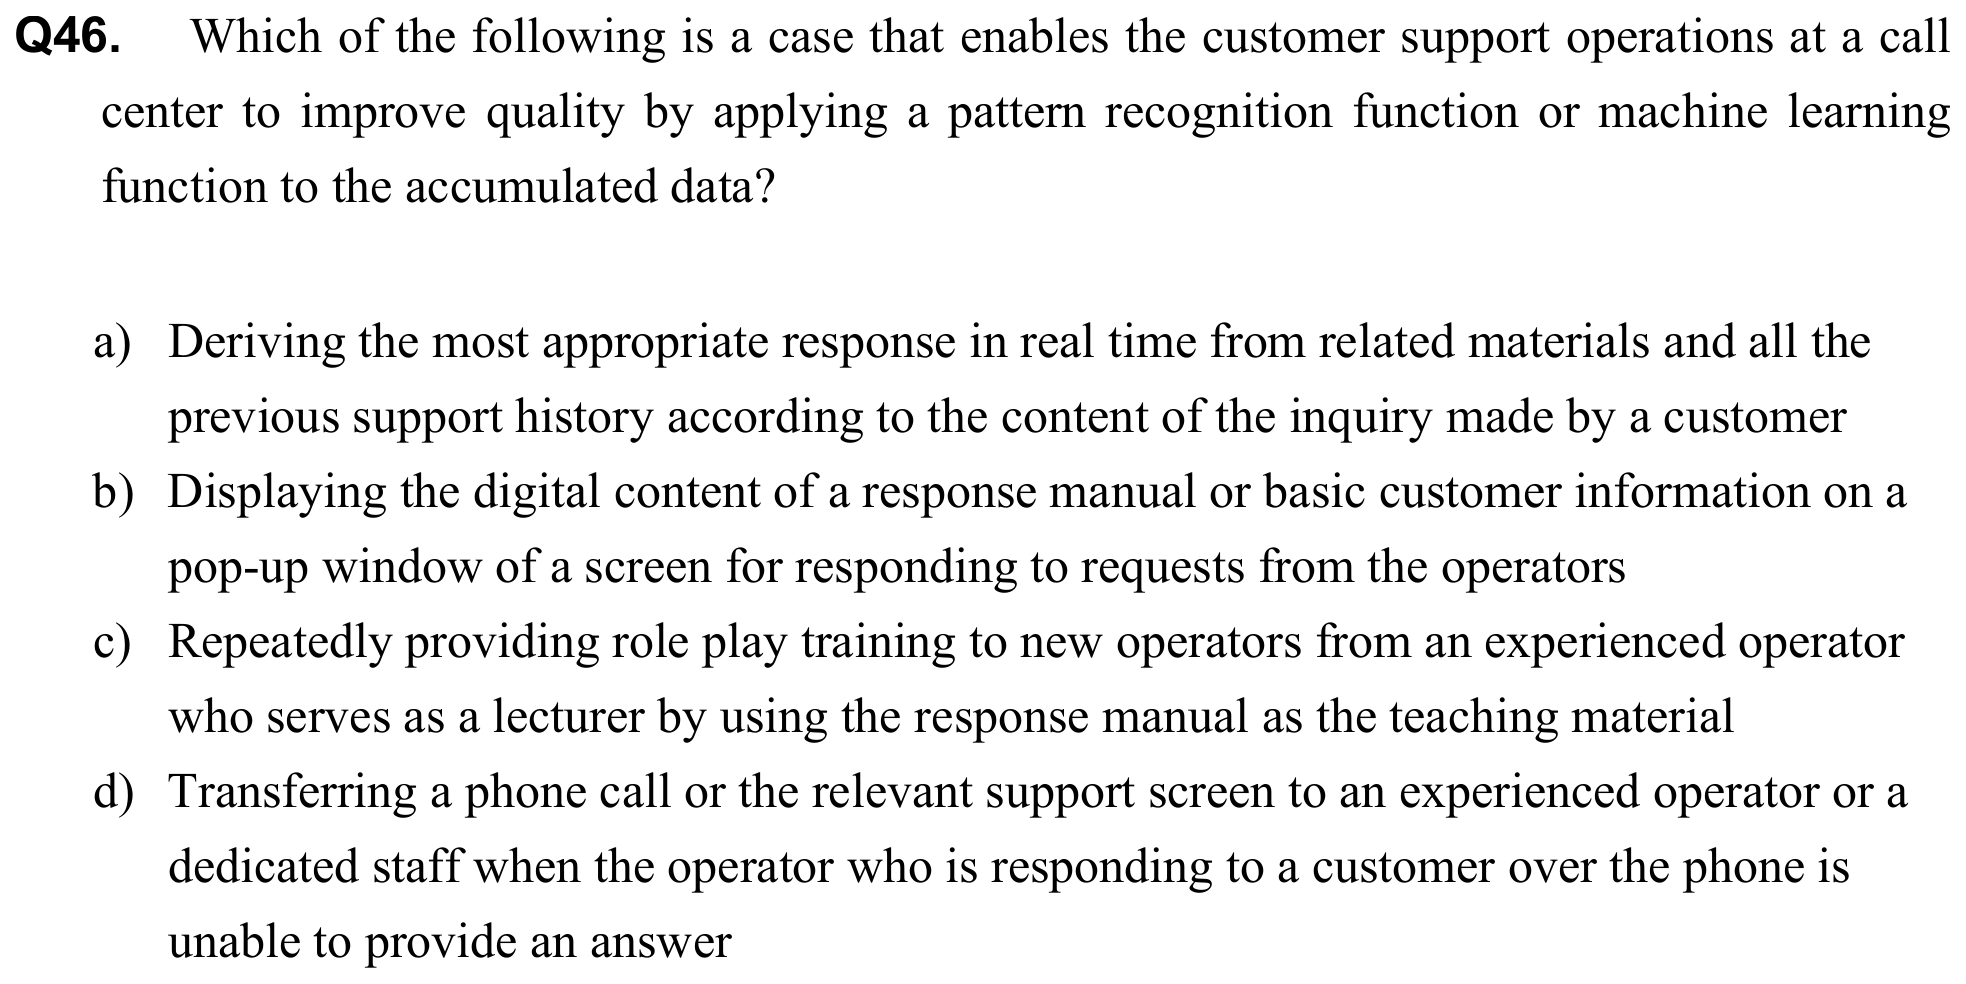 Q46. Which of the following is a case that enables the customer support operations at a call
center to improve quality by applying a pattern recognition function or machine learning
function to the accumulated data?
a) Deriving the most appropriate response in real time from related materials and all the
previous support history according to the content of the inquiry made by a customer
b) Displaying the digital content of a response manual or basic customer information on a
pop-up window of a screen for responding to requests from the operators
c) Repeatedly providing role play training to new operators from an experienced operator
who serves as a lecturer by using the response manual as the teaching material
d) Transferring a phone call or the relevant support screen to an experienced operator or a
dedicated staff when the operator who is responding to a customer over the phone is
unable to provide an answer